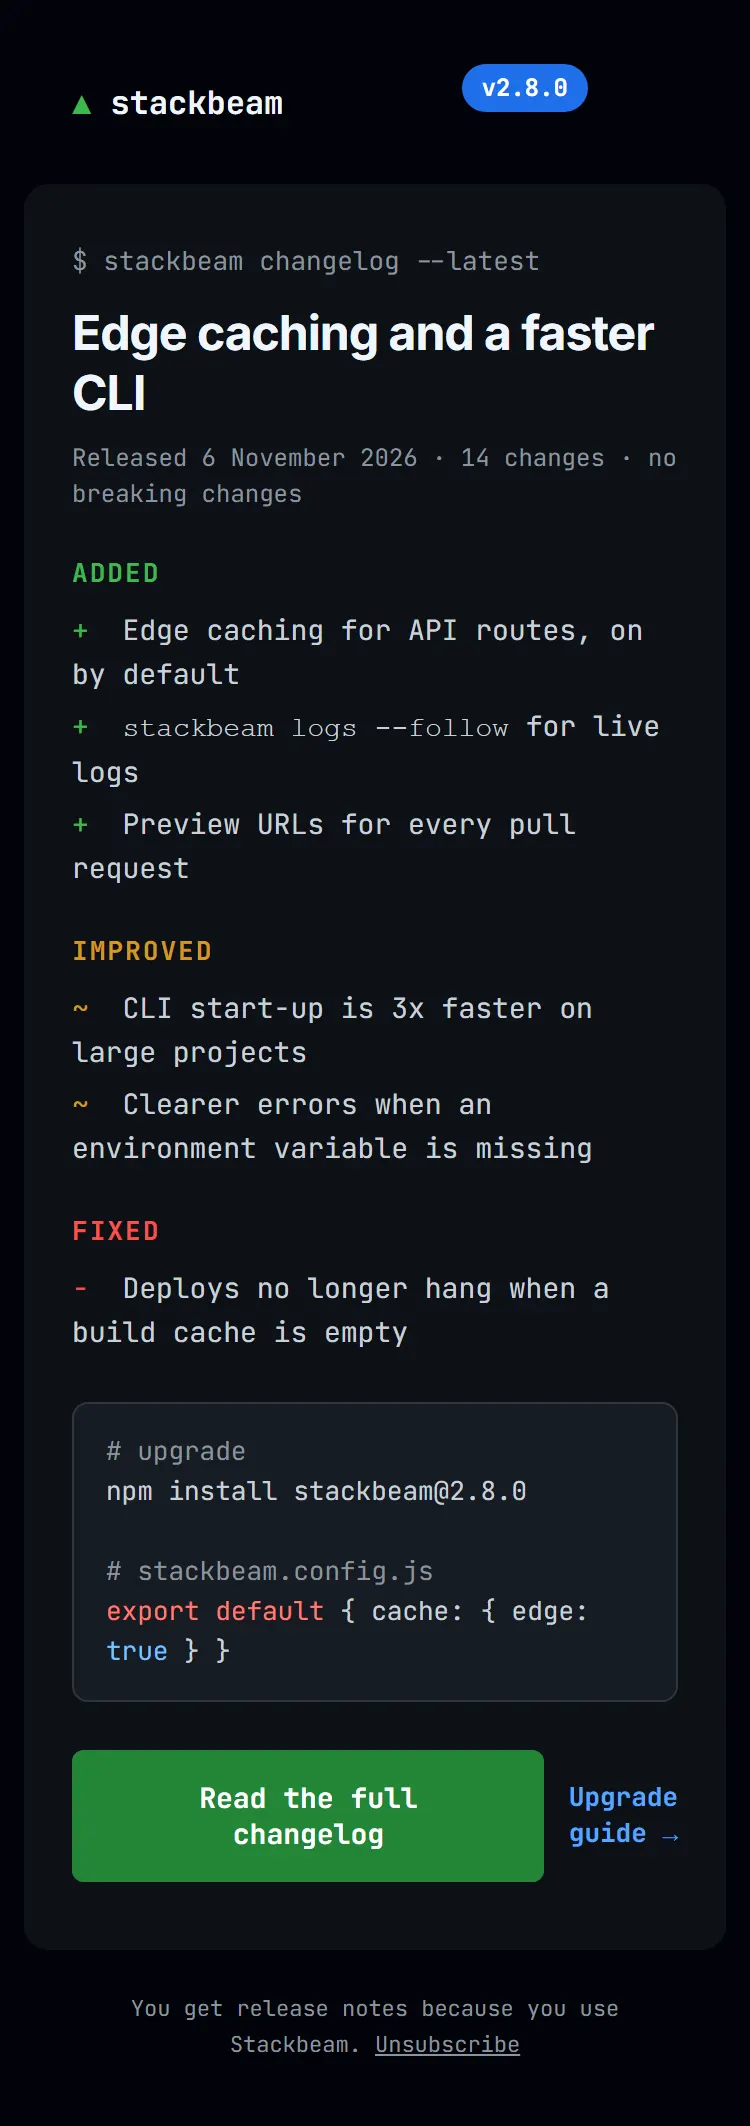 ▲ stackbeam
v2.8.0
$ stackbeam changelog --latest
Edge caching and a faster
CLI
Released 6 November 2026 · 14 changes · no
breaking changes
ADDED
+ Edge caching for API routes, on
by default
+ stackbeam logs --follow for live
logs
+ Preview URLs for every pull
request
IMPROVED
~ CLI start-up is 3x faster on
large projects
~ Clearer errors when an
environment variable is missing
FIXED
- Deploys no longer hang when a
build cache is empty
# upgrade
npm install stackbeam@2.8.0
# stackbeam.config.js
export default { cache: { edge:
true } }
Read the full
changelog
Upgrade
guide →
You get release notes because you use
Stackbeam. Unsubscribe